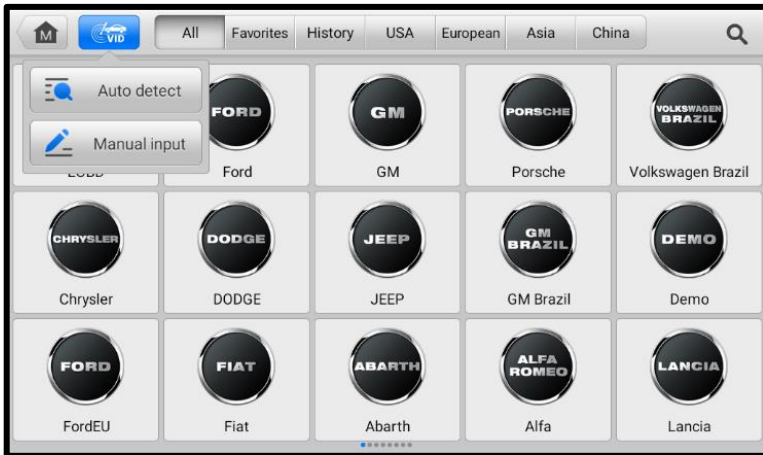 M
VID
All
Favorites
History
USA
European
Asia
China
Auto detect
Manual input
FORD
GM
PORSCHE
VOLKSWAGEN
BRAZIL
Ford
GM
Porsche
Volkswagen Brazil
CHRYSLER
DODGE
JEEP
GM
BRAZIL
DEMO
Chrysler
DODGE
JEEP
GM Brazil
Demo
FORD
FIAT
ABARTH
ALFA
ROMEO
LANCIA
FordEU
Fiat
Abarth
Alfa
Lancia